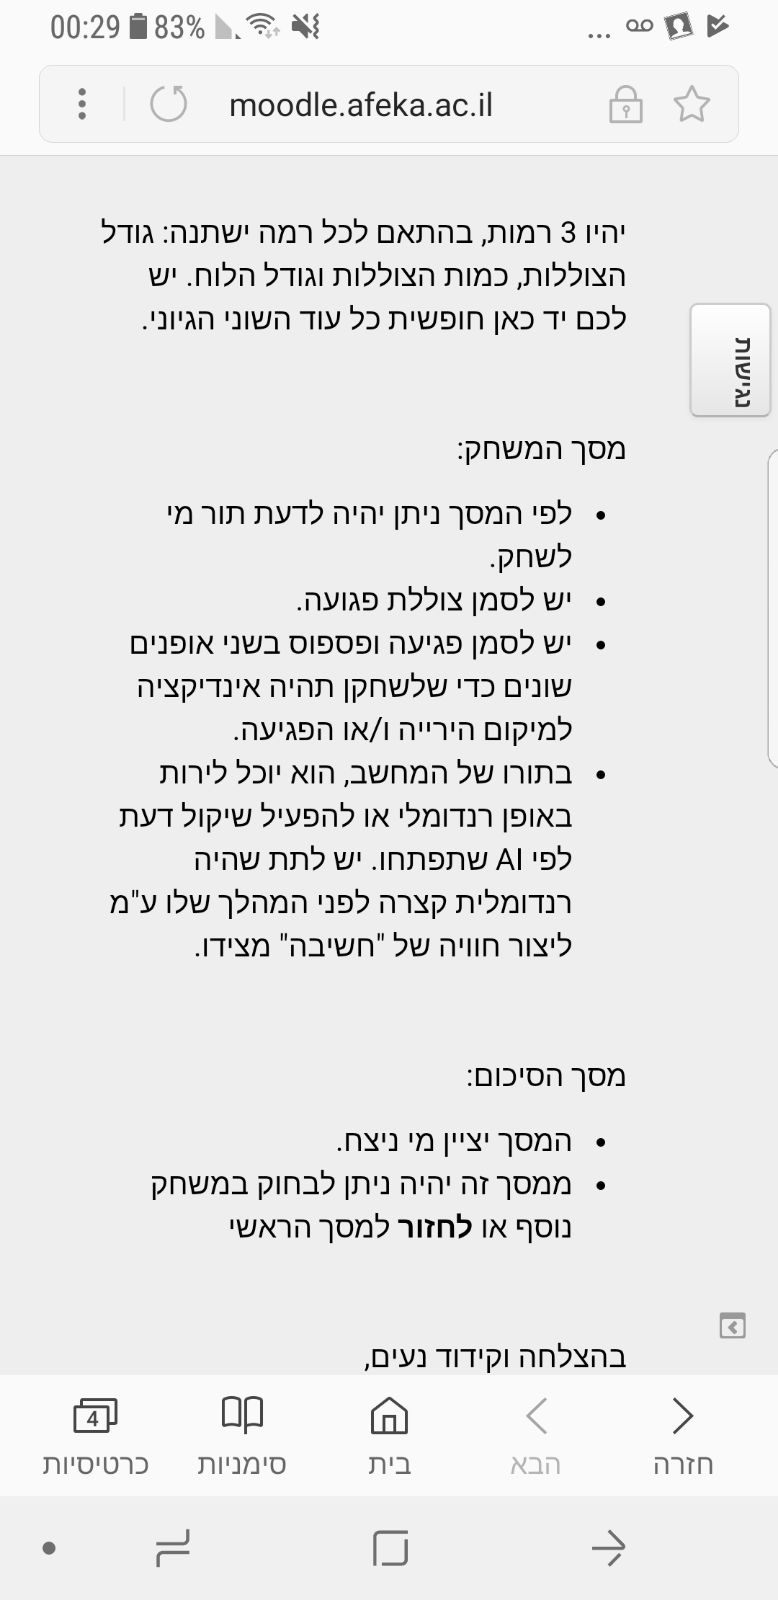 00:29 83%
moodle.afeka.ac.il
יהיו 3 רמות, בהתאם לכל רמה ישתנה: גודל
הצוללות, כמות הצוללות וגודל הלוח. יש
לכם יד כאן חופשית כל עוד השוני הגיוני.
נגישות
מסך המשחק:
• לפי המסך ניתן יהיה לדעת תור מי
לשחק.
• יש לסמן צוללת פגועה.
• יש לסמן פגיעה ופספוס בשני אופנים
שונים כדי שלשחקן תהיה אינדיקציה
למיקום הירייה ו/או הפגיעה.
• בתורו של המחשב, הוא יוכל לירות
באופן רנדומלי או להפעיל שיקול דעת
לפי AI שתפתחו. יש לתת שהיה
רנדומלית קצרה לפני המהלך שלו ע"מ
ליצור חוויה של "חשיבה" מצידו.
מסך הסיכום:
• המסך יציין מי ניצח.
• ממסך זה יהיה ניתן לבחוק במשחק
נוסף או לחזור למסך הראשי
בהצלחה וקידוד נעים,
4
חזרה הבא בית סימניות כרטיסיות